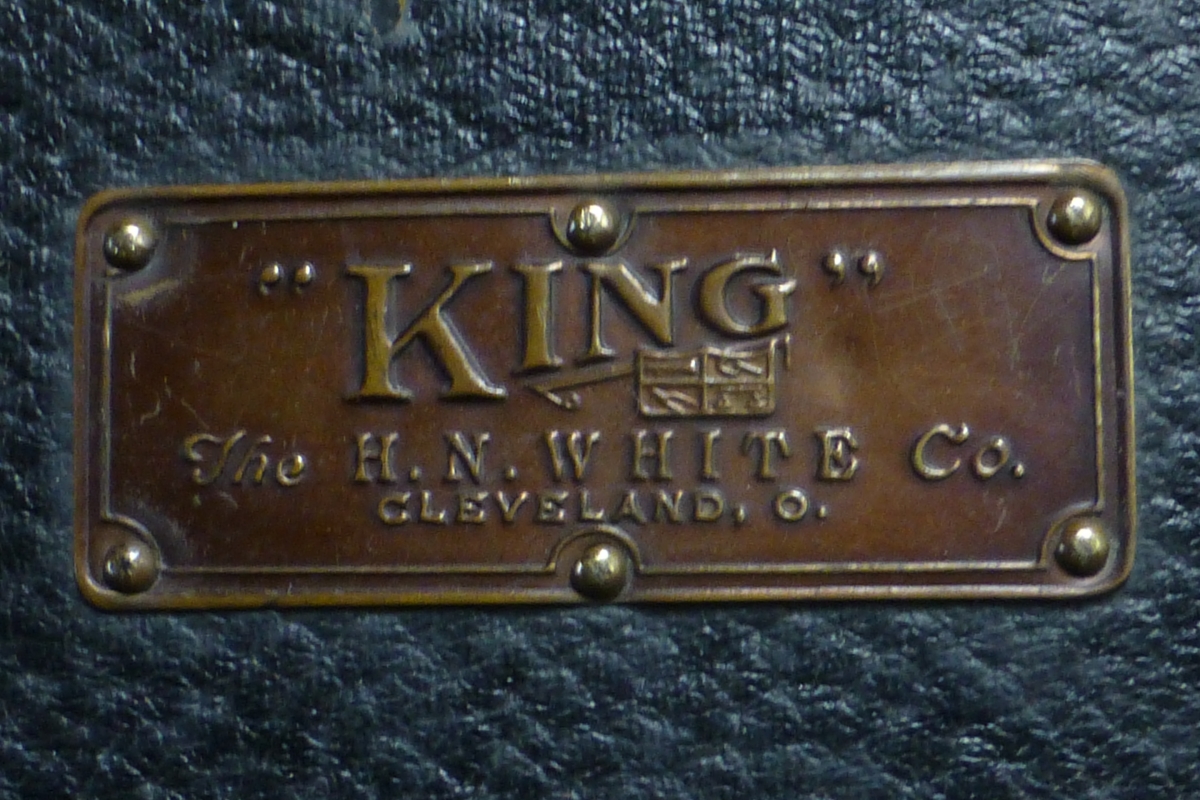 “KING”
The H. N. WHITE Co.
CLEVELAND, O.